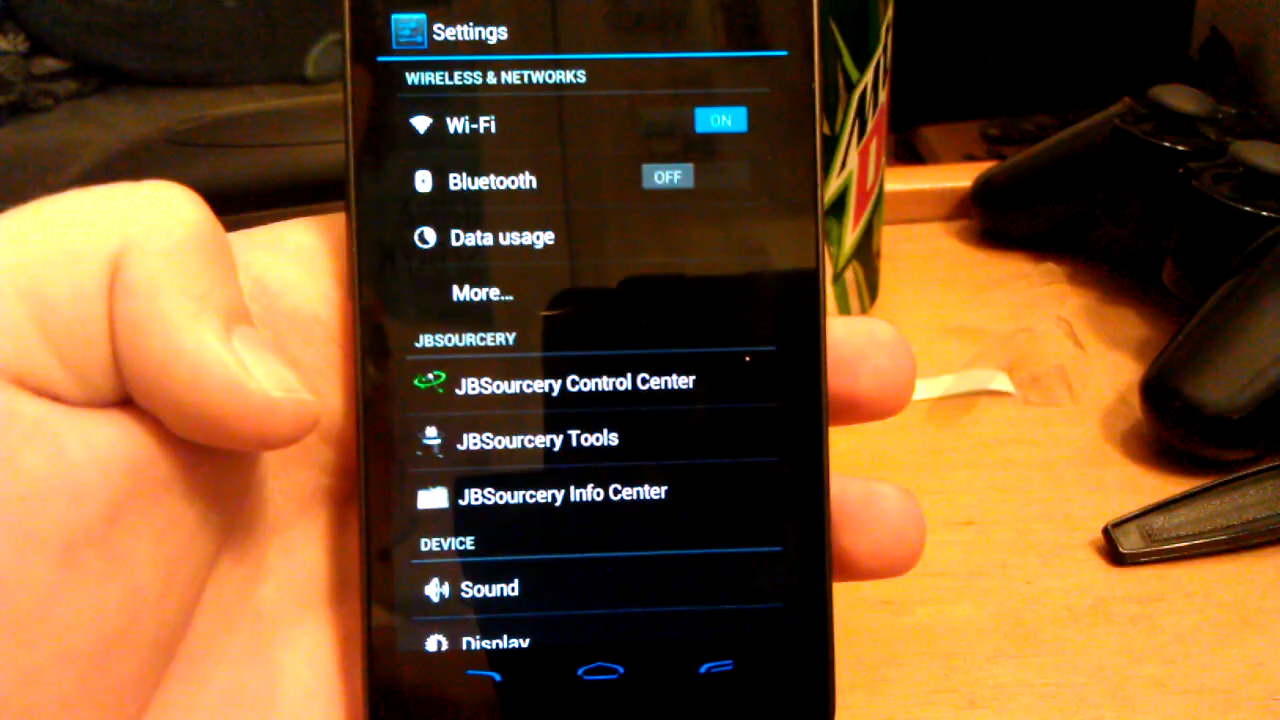 Settings
WIRELESS & NETWORKS
Wi-Fi
ON
Bluetooth
OFF
Data usage
More...
JBSOURCERY
JBSourcery Control Center
JBSourcery Tools
JBSourcery Info Center
DEVICE
Sound
Display